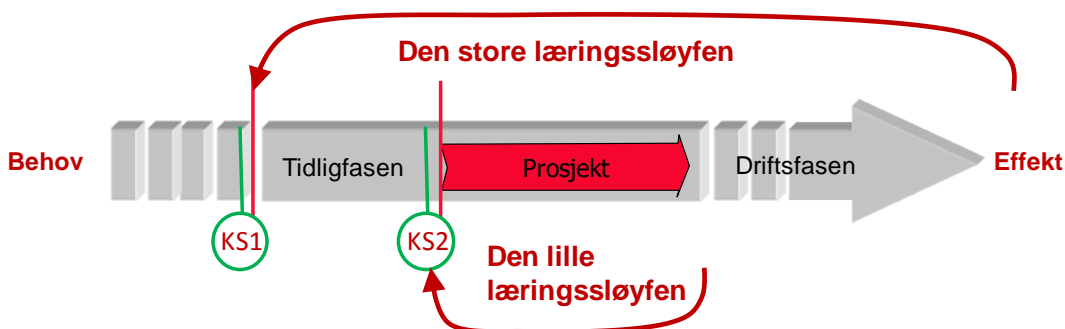 Den store læringssløyfen
Behov
Tidligfasen
Prosjekt
Driftsfasen
Effekt
KS1
KS2
Den lille
læringssløyfen